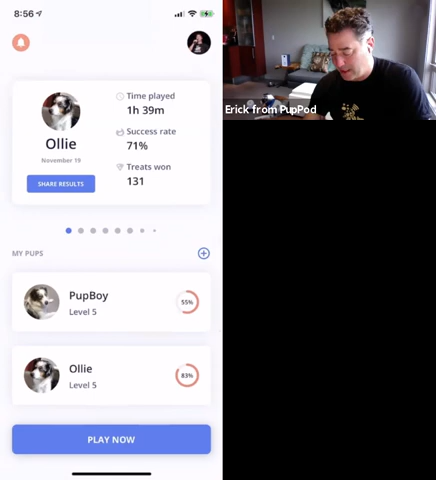 8:56
Time played
1h 39m
Success rate
71%
Treats won
131
Ollie
November 19
SHARE RESULTS
MY PUPS
PupBoy
Level 5
55%
Ollie
Level 5
83%
PLAY NOW
Erick from PupPod